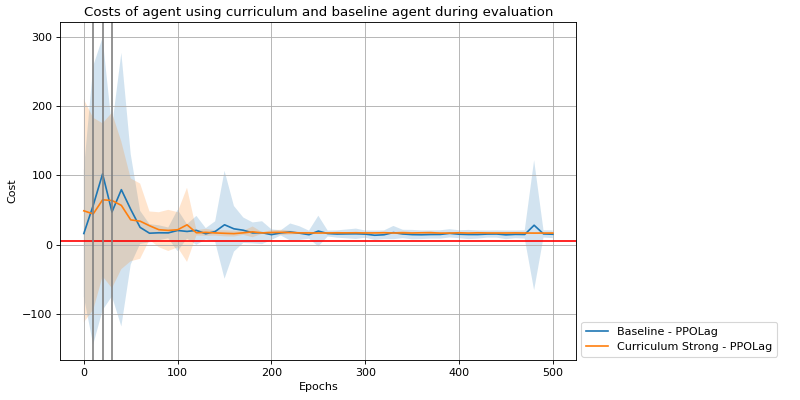 Costs of agent using curriculum and baseline agent during evaluation
300
200
100
0
−100
Cost
0
100
200
300
400
500
Epochs
Baseline - PPOLag
Curriculum Strong - PPOLag